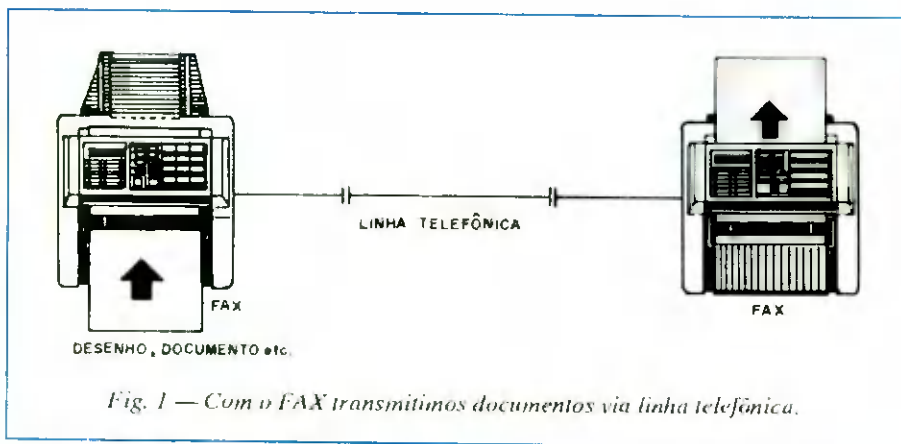 LINHA TELEFÔNICA
FAX
FAX
DESENHO, DOCUMENTO etc.
Fig. 1 — Com o FAX transmitimos documentos via linha telefônica.